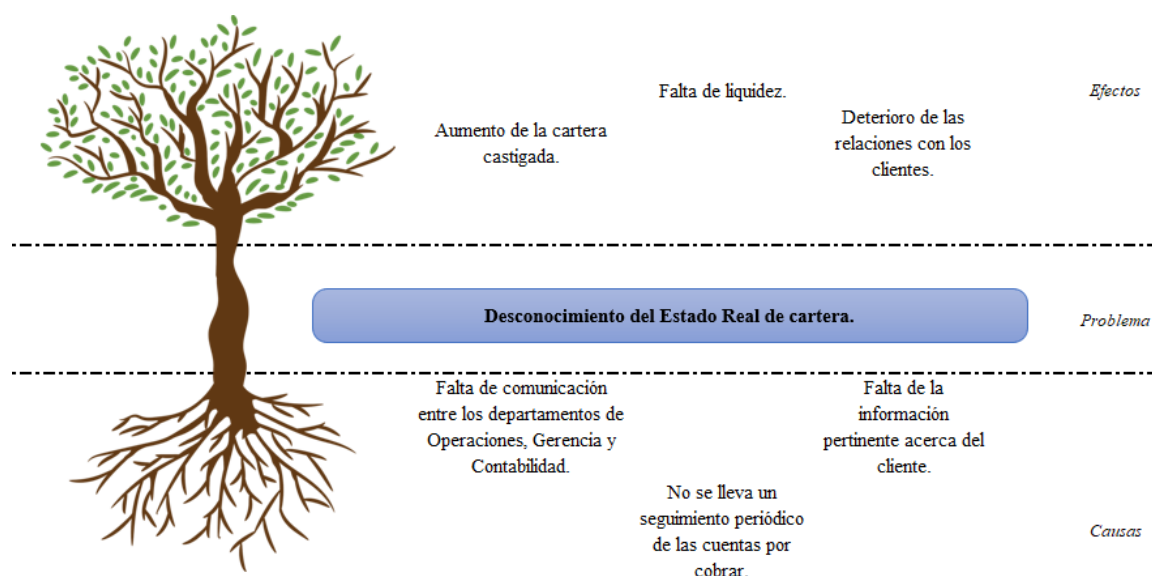 Falta de liquidez.
Efectos
Aumento de la cartera
castigada.
Deterioro de las
relaciones con los
clientes.
Desconocimiento del Estado Real de cartera.
Problema
Falta de comunicación
entre los departamentos de
Operaciones, Gerencia y
Contabilidad.
Falta de la
información
pertinente acerca del
cliente.
No se lleva un
seguimiento periódico
de las cuentas por
cobrar.
Causas